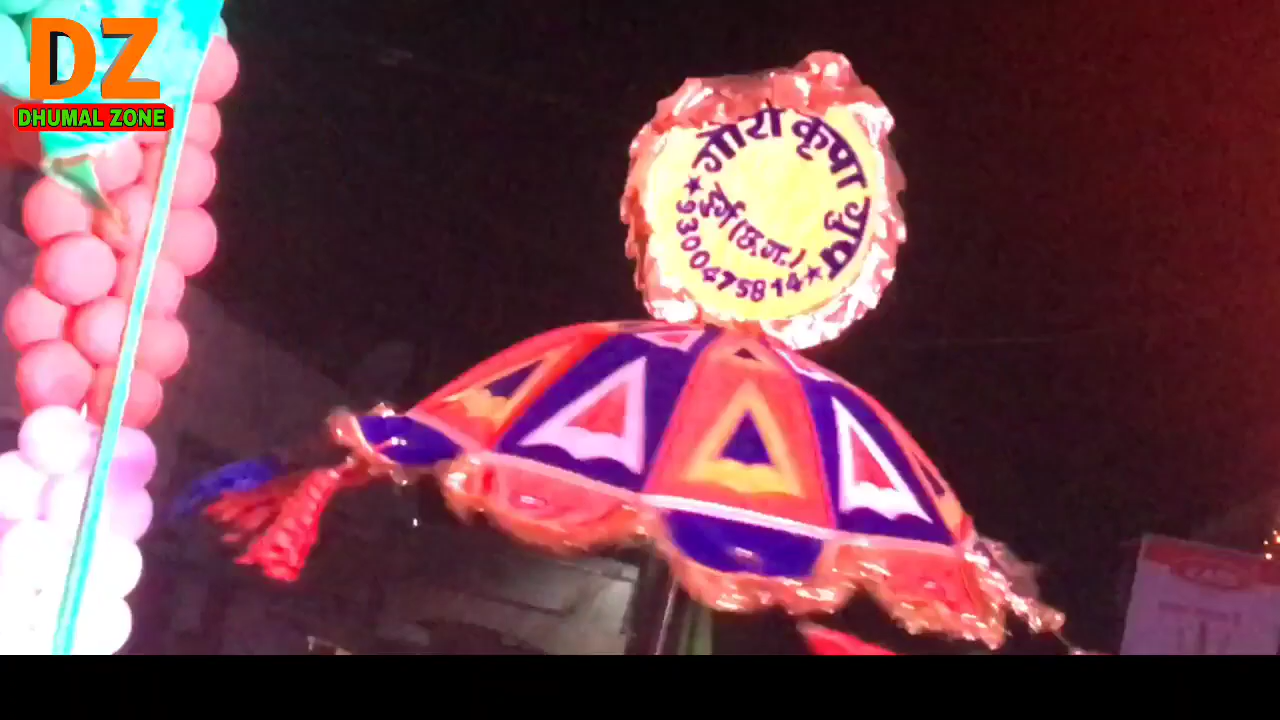 DZ
DHUMAL ZONE
गौरी कृपा ग्रुप
दुर्ग (छ.ग.)
★ 9300475814 ★